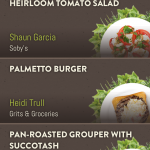 HEIRLOOM TOMATO SALAD
Shaun Garcia
Soby's
PALMETTO BURGER
Heidi Trull
Grits & Groceries
PAN-ROASTED GROUPER WITH
SUCCOTASH